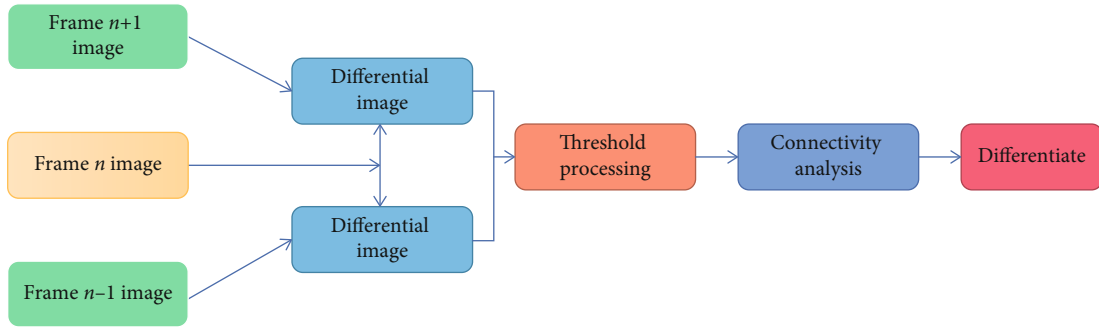 Frame n+1
image
Frame n image
Frame n–1 image
Differential
image
Differential
image
Threshold
processing
Connectivity
analysis
Differentiate